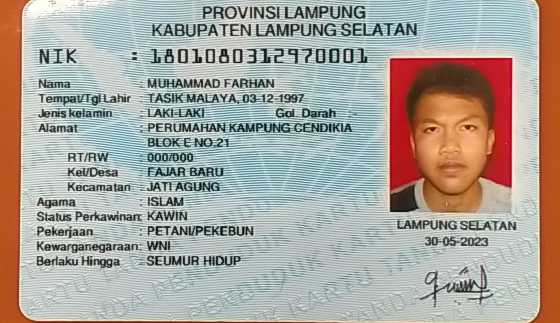 PROVINSI LAMPUNG
KABUPATEN LAMPUNG SELATAN
NIK : 1801080312970001
Nama : MUHAMMAD FARHAN
Tempat/Tgl Lahir : TASIK MALAYA, 03-12-1997
Jenis kelamin : LAKI-LAKI Gol. Darah :-
Alamat : PERUMAHAN KAMPUNG CENDIKIA
BLOK E NO.21
RT/RW : 000/000
Kel/Desa : FAJAR BARU
Kecamatan : JATI AGUNG
Agama : ISLAM
Status Perkawinan: KAWIN
Pekerjaan : PETANI/PEKEBUN
Kewarganegaraan: WNI
Berlaku Hingga : SEUMUR HIDUP
LAMPUNG SELATAN
30-05-2023